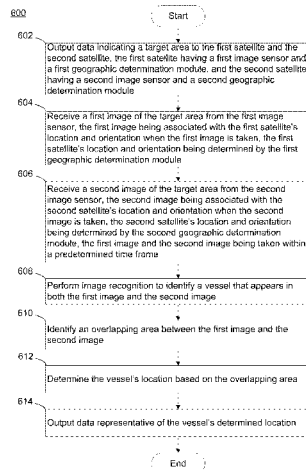 600
Start
602
Output data indicating a target area to the first satellite and the
second satellite, the first satellite having a first image sensor and
a first geographic determination module, and the second satellite
having a second image sensor and a second geographic
determination module
604
Receive a first image of the target area from the first image
sensor, the first image being associated with the first satellite's
location and orientation when the first image is taken, the first
satellite's location and orientation being determined by the first
geographic determination module
606
Receive a second image of the target area from the second
image sensor, the second image being associated with the
second satellite's location and orientation when the second
image is taken, the second satellite's location and orientation
being determined by the second geographic determination
module, the first image and the second image being taken within
a predetermined time frame
608
Perform image recognition to identify a vessel that appears in
both the first image and the second image
610
Identify an overlapping area between the first image and the
second image
612
Determine the vessel's location based on the overlapping area
614
Output data representative of the vessel's determined location
End